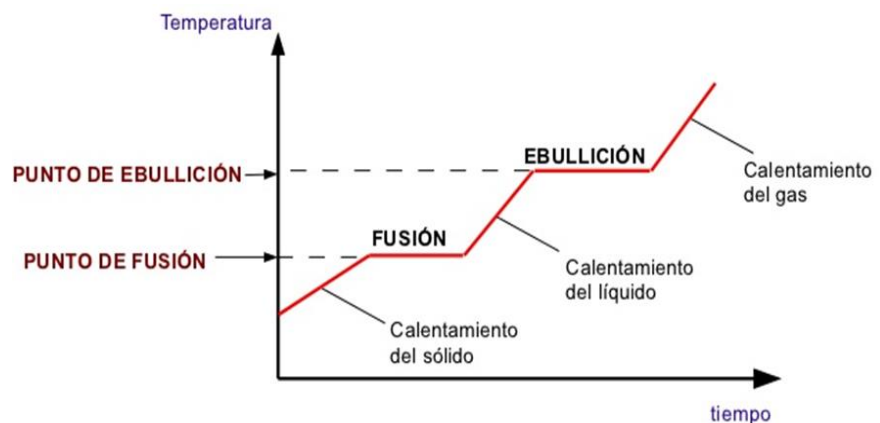 Temperatura
EBULLICIÓN
PUNTO DE EBULLICIÓN
Calentamiento
del gas
FUSIÓN
PUNTO DE FUSIÓN
Calentamiento
del líquido
Calentamiento
del sólido
tiempo